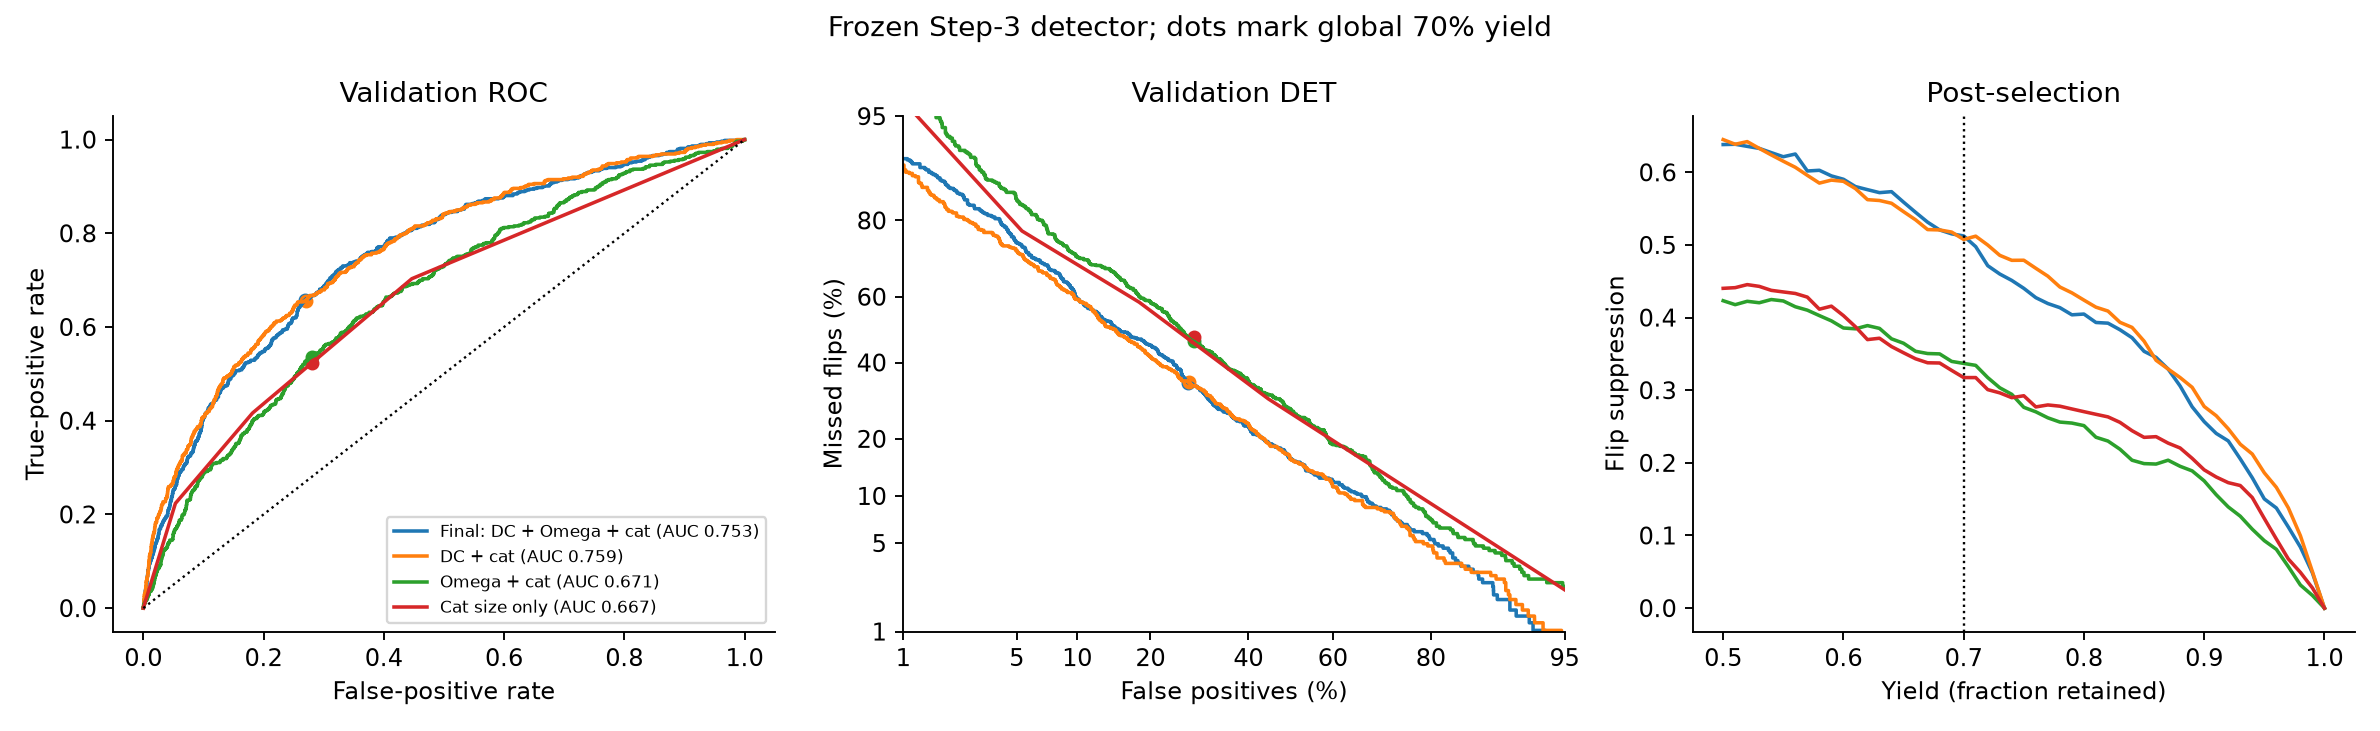 Frozen Step-3 detector; dots mark global 70% yield
Validation ROC
True-positive rate
1.0
0.8
0.6
0.4
0.2
0.0
Final: DC + Omega + cat (AUC 0.753)
DC + cat (AUC 0.759)
Omega + cat (AUC 0.671)
Cat size only (AUC 0.667)
0.0 0.2 0.4 0.6 0.8 1.0
False-positive rate
Validation DET
Missed flips (%)
95
80
60
40
20
10
5
1
1 5 10 20 40 60 80 95
False positives (%)
Post-selection
Flip suppression
0.6
0.5
0.4
0.3
0.2
0.1
0.0
0.5 0.6 0.7 0.8 0.9 1.0
Yield (fraction retained)